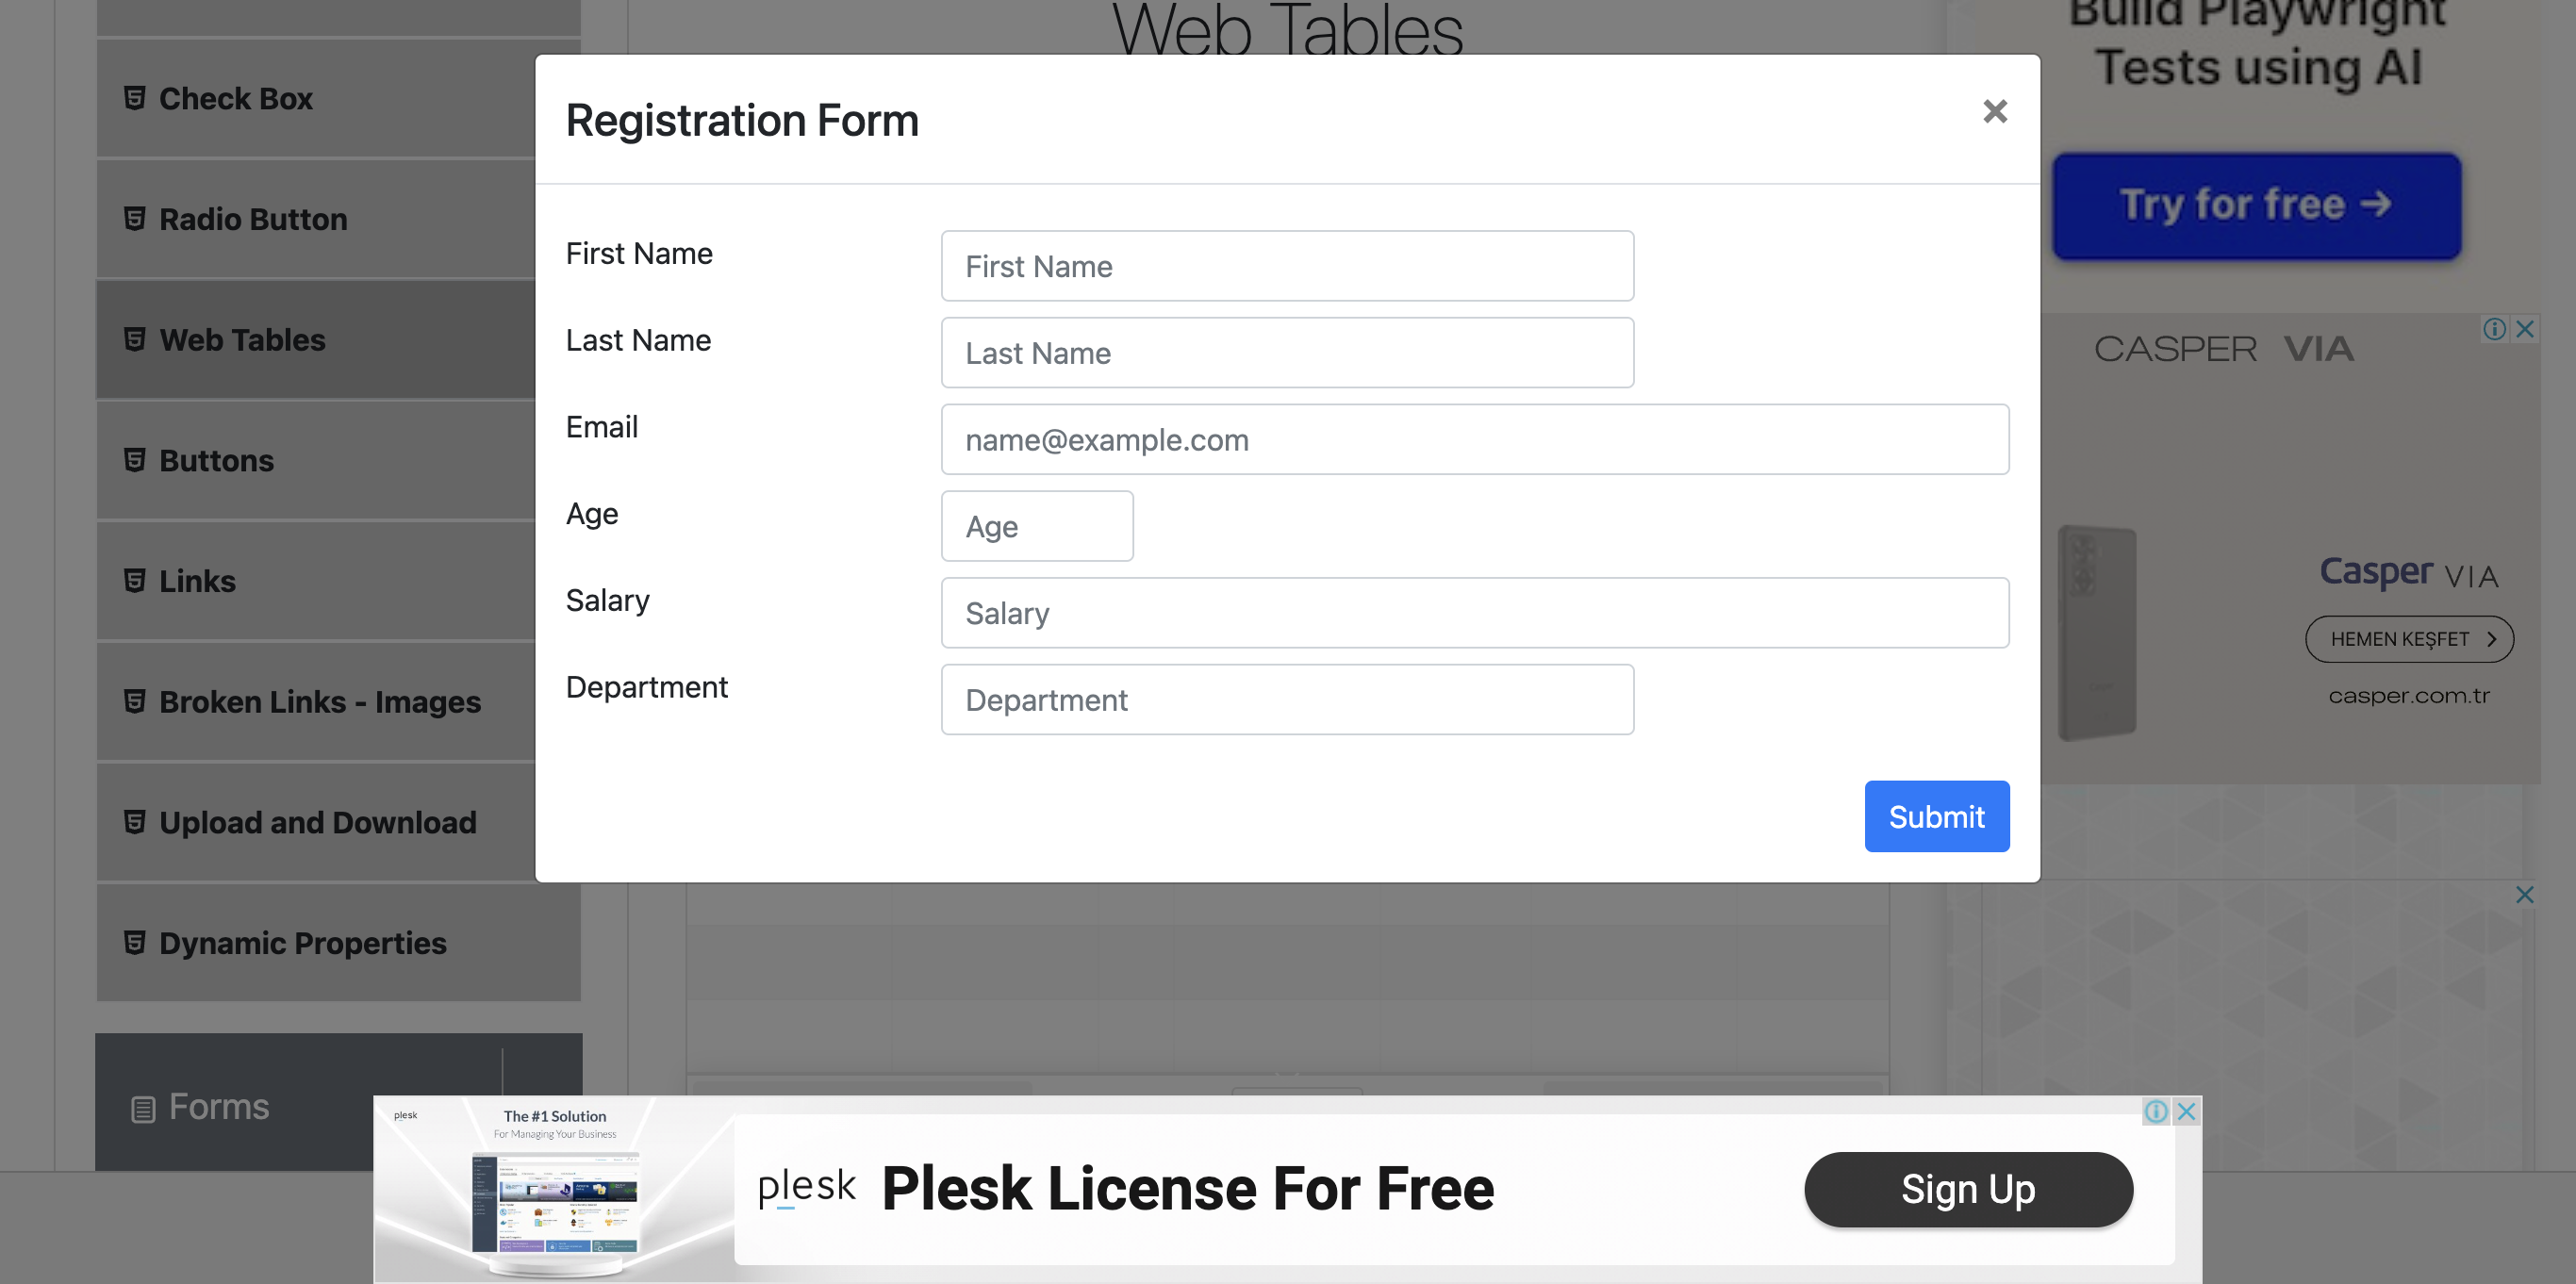 Web Tables
Check Box
Radio Button
Web Tables
Buttons
Links
Broken Links - Images
Upload and Download
Dynamic Properties
Forms
Registration Form
×
First Name
First Name
Last Name
Last Name
Email
name@example.com
Age
Age
Salary
Salary
Department
Department
Submit
Build Playwright
Tests using AI
Try for free →
CASPER VIA
Casper VIA
HEMEN KEŞFET >
casper.com.tr
plesk
The #1 Solution
For Managing Your Business
plesk Plesk License For Free
Sign Up